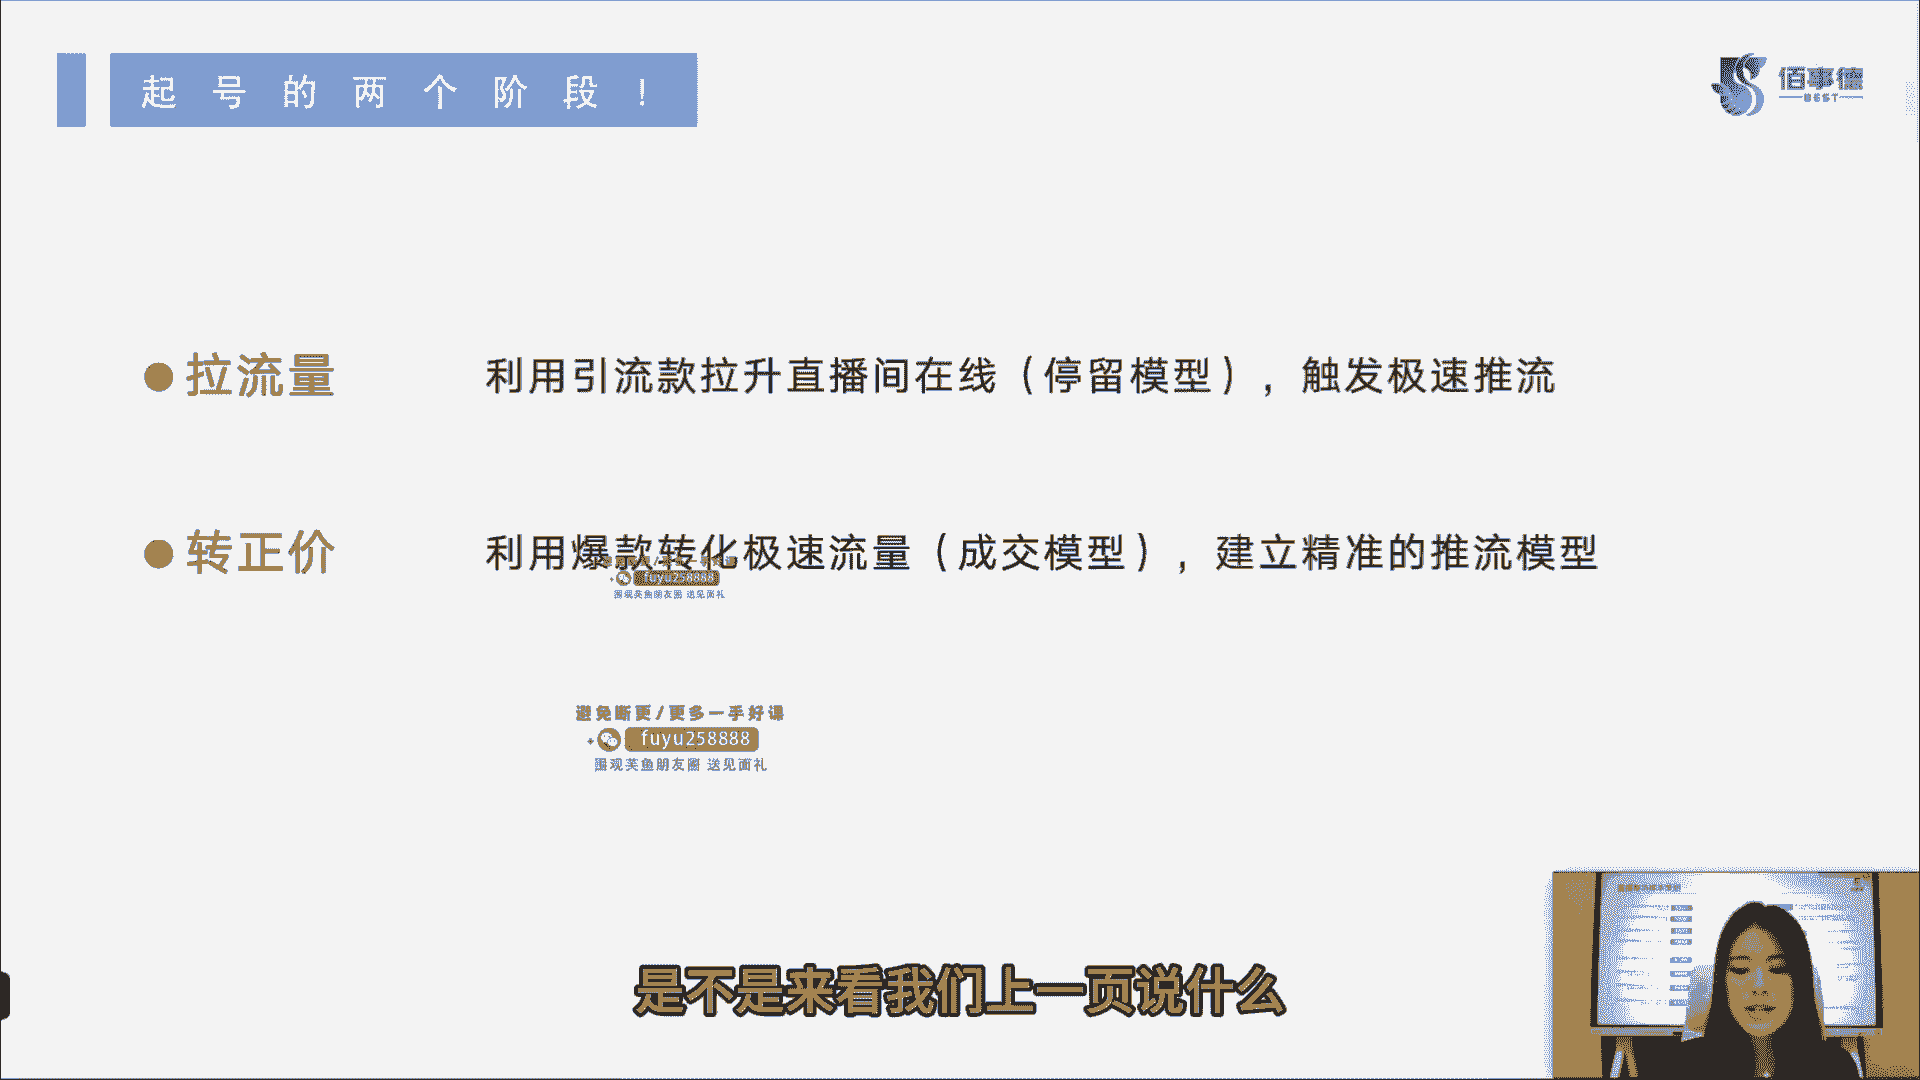 起号的两个阶段！
佰事德
BEST
拉流量
利用引流款拉升直播间在线（停留模型），触发极速推流
转正价
利用爆款转化极速流量（成交模型），建立精准的推流模型
fuyu258888
围观芙鱼朋友圈 送见面礼
避免断更/更多一手好课
fuyu258888
围观芙鱼朋友圈 送见面礼
是不是来看我们上一页说什么